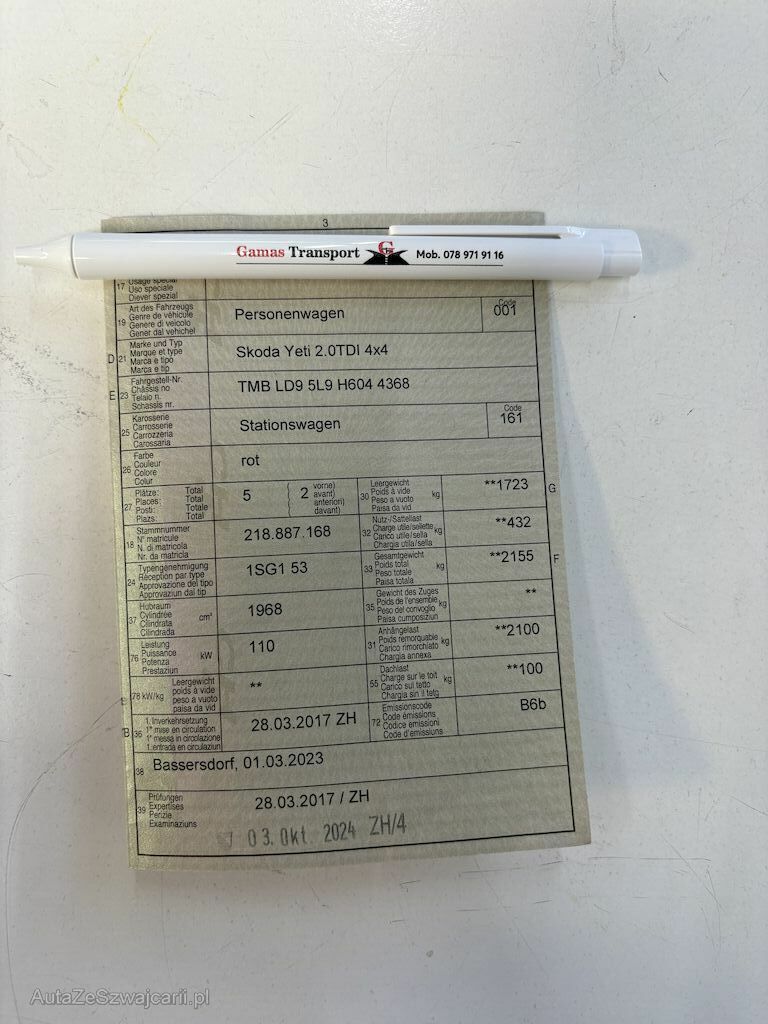 3
Gamas Transport G Mob. 078 971 91 16
17 Usage spécial
Uso speciale
Diever spezial
19 Art des Fahrzeugs
Genre de véhicule
Genere di veicolo
Gener dal vehichel
Personenwagen
Code
001
D 21 Marke und Typ
Marque et type
Marca e tipo
Marca e tip
Skoda Yeti 2.0TDI 4x4
E 23 Fahrgestell-Nr.
Châssis no
Telaio n.
Schassis nr.
TMB LD9 5L9 H604 4368
25 Karosserie
Carrosserie
Carrozzeria
Carossaria
Stationswagen
Code
161
26 Farbe
Couleur
Colore
Colur
rot
27 Plätze: Total
Places: Total
Posti: Totale
Plazs: Total
5
2 vorne)
avant)
anteriori)
davant)
30 Leergewicht
Poids à vide
Peso a vuoto
Paisa da vid
kg
**1723
G
18 Stammnummer
N° matricule
N. di matricola
Nr. da matricla
218.887.168
32 Nutz-/Sattellast
Charge utile/sellette
Carico utile/sella
Chargia utila/sella
kg
**432
24 Typengenehmigung
Réception par type
Approvazione del tipo
Approvaziun dal tip
1SG1 53
33 Gesamtgewicht
Poids total
Peso totale
Paisa totala
kg
**2155
F
37 Hubraum
Cylindrée
Cilindrata
Cilindrada
cm³
1968
35 Gewicht des Zuges
Poids de l'ensemble
Peso del convoglio
Paisa cumposiziun
kg
**
76 Leistung
Puissance
Potenza
Prestaziun
kW
110
31 Anhängelast
Poids remorquable
Carico rimorchiato
Chargia annexa
kg
**2100
78 kW/kg Leergewicht
poids à vide
peso a vuoto
paisa da vid
**
55 Dachlast
Charge sur le toit
Carico sul tetto
Chargia sin il tetg
kg
**100
B 36 1. Inverkehrsetzung
1re mise en circulation
1a messa in circolazione
1. entrada en circulaziun
28.03.2017 ZH
72 Emissionscode
Code émissions
Codice emissioni
Code d'emissiuns
B6b
38 Bassersdorf, 01.03.2023
39 Prüfungen
Expertises
Perizie
Examinaziuns
28.03.2017 / ZH
03. Okt. 2024 ZH/4
AutaZeSzwajcarii.pl